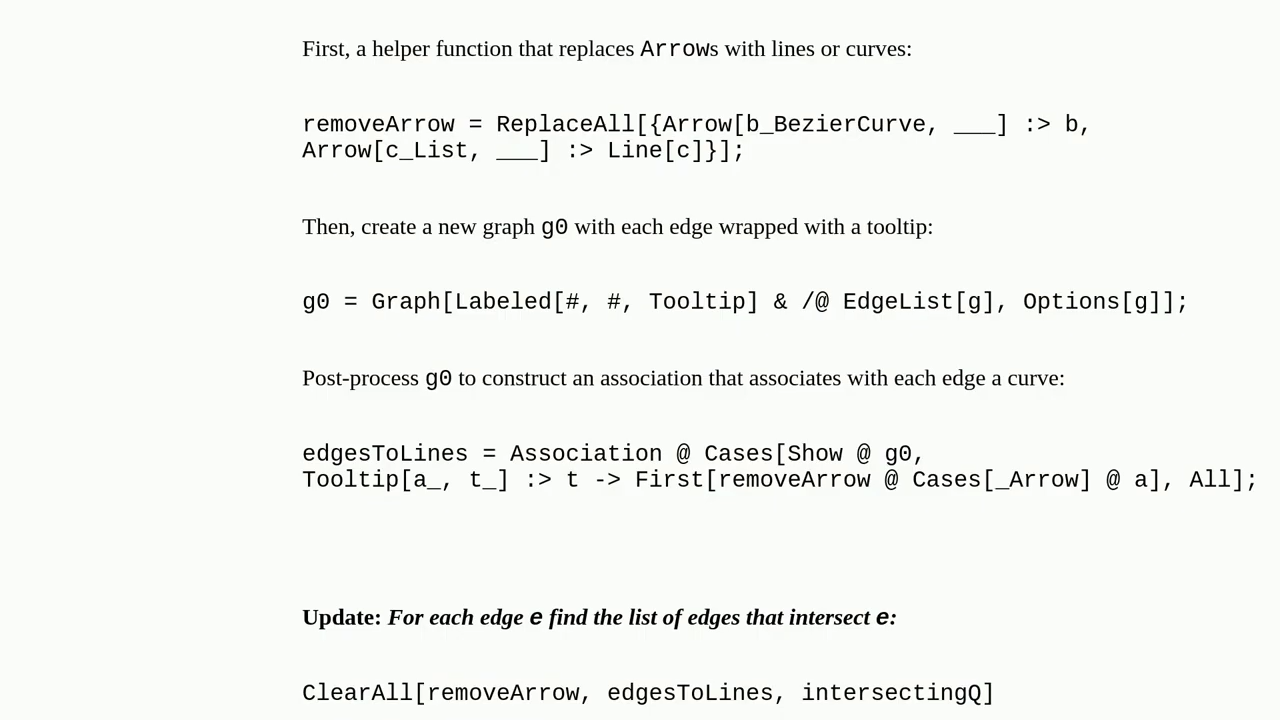 First, a helper function that replaces Arrows with lines or curves:
removeArrow = ReplaceAll[{Arrow[b_BezierCurve, ___] :> b,
Arrow[c_List, ___] :> Line[c]}];
Then, create a new graph g0 with each edge wrapped with a tooltip:
g0 = Graph[Labeled[#, #, Tooltip] & /@ EdgeList[g], Options[g]];
Post-process g0 to construct an association that associates with each edge a curve:
edgesToLines = Association @ Cases[Show @ g0,
Tooltip[a_, t_] :> t -> First[removeArrow @ Cases[_Arrow] @ a], All];
Update: For each edge e find the list of edges that intersect e:
ClearAll[removeArrow, edgesToLines, intersectingQ]